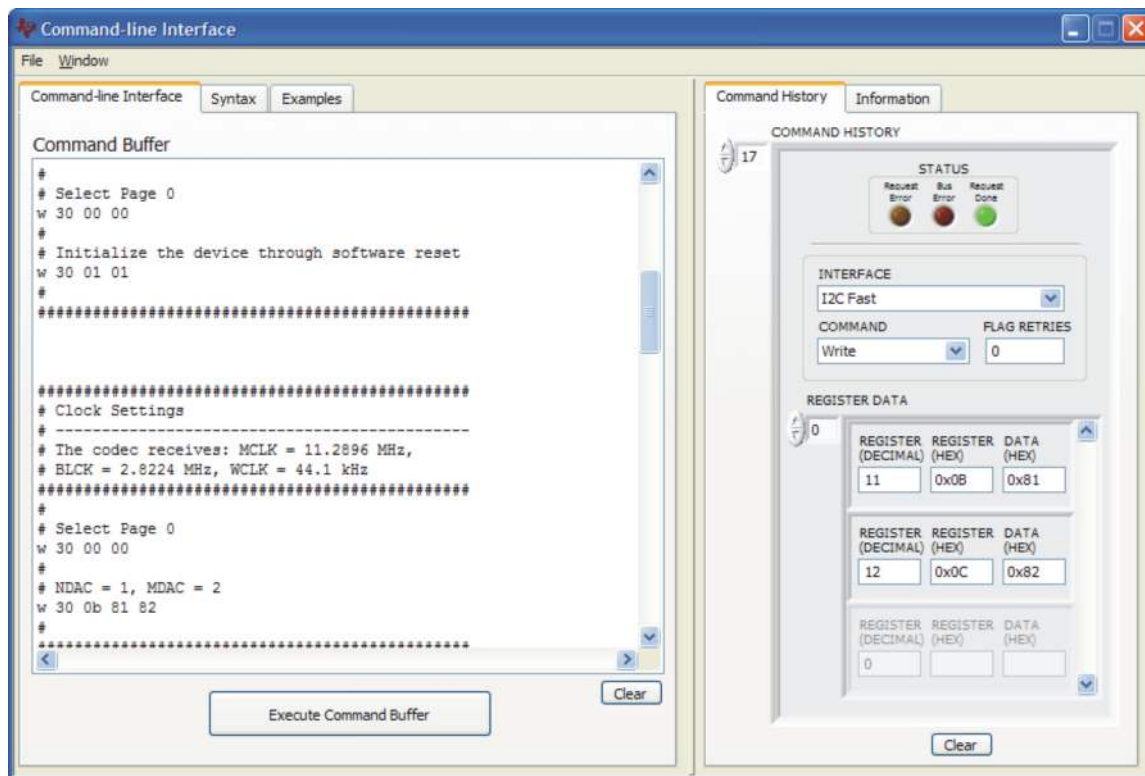 Command-line Interface
File Window
Command-line Interface Syntax Examples
Command Buffer
#
# Select Page 0
w 30 00 00
#
# Initialize the device through software reset
w 30 01 01
#
###############################################
###############################################
# Clock Settings
# ---------------------------------------------
# The codec receives: MCLK = 11.2896 MHz,
# BLCK = 2.8224 MHz, WCLK = 44.1 kHz
###############################################
#
# Select Page 0
w 30 00 00
#
# NDAC = 1, MDAC = 2
w 30 0b 81 82
#
###############################################
Clear
Execute Command Buffer
Command History Information
COMMAND HISTORY
17
STATUS
Request Error
Bus Error
Request Done
INTERFACE
I2C Fast
COMMAND FLAG RETRIES
Write 0
REGISTER DATA
0
REGISTER (DECIMAL) REGISTER (HEX) DATA (HEX)
11 0x0B 0x81
REGISTER (DECIMAL) REGISTER (HEX) DATA (HEX)
12 0x0C 0x82
REGISTER (DECIMAL) REGISTER (HEX) DATA (HEX)
0
Clear